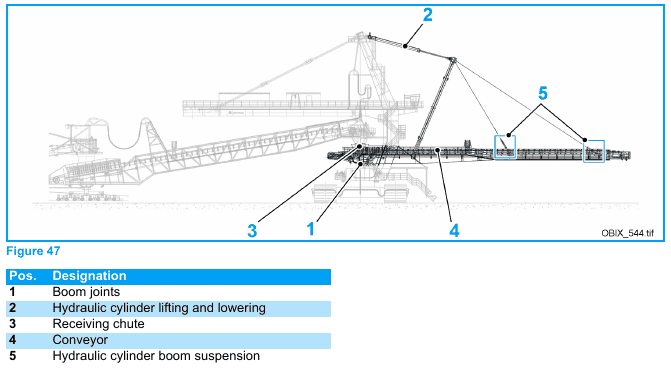 2
5
3
1
4
OBIX_544.tif
Figure 47
Pos. Designation
1 Boom joints
2 Hydraulic cylinder lifting and lowering
3 Receiving chute
4 Conveyor
5 Hydraulic cylinder boom suspension